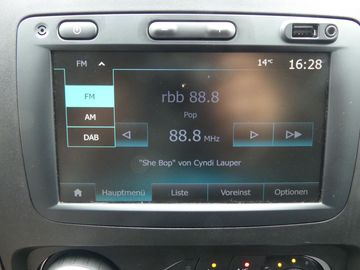 FM
14°C
16:28
FM
AM
DAB
rbb 88.8
Pop
88.8 MHz
"She Bop" von Cyndi Lauper
Hauptmenü
Liste
Voreinst
Optionen